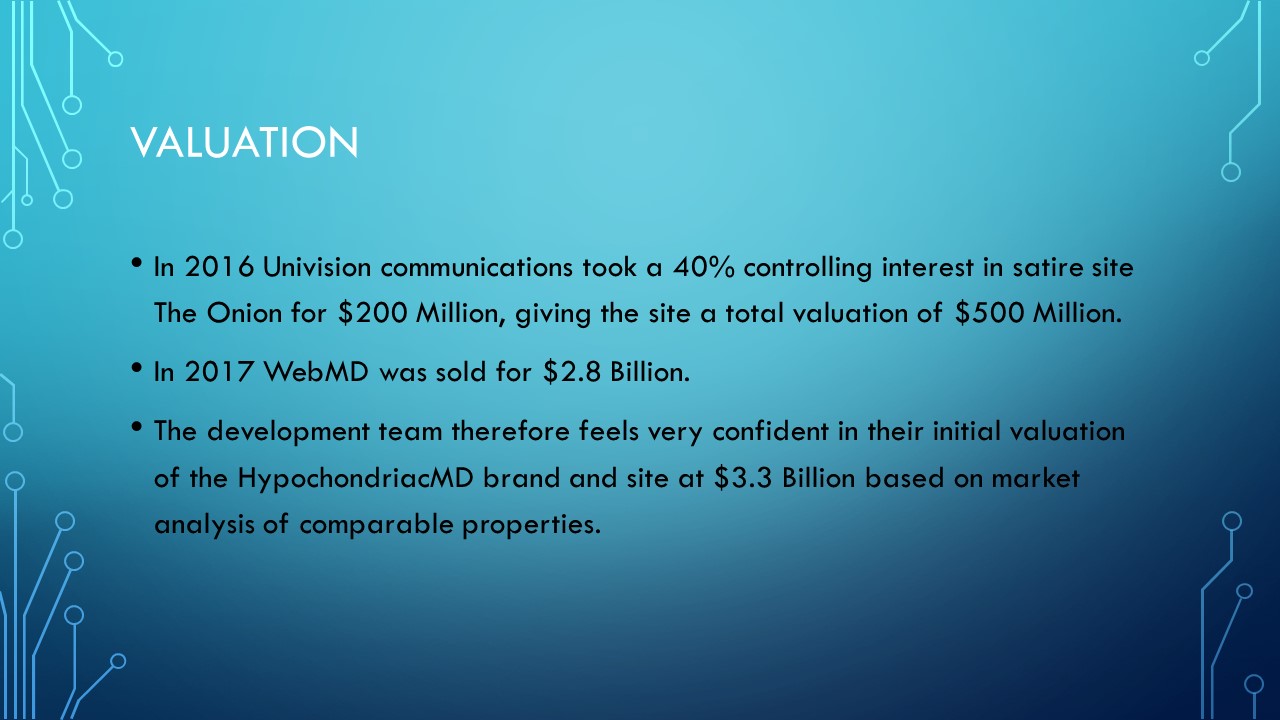 VALUATION
• In 2016 Univision communications took a 40% controlling interest in satire site
The Onion for $200 Million, giving the site a total valuation of $500 Million.
• In 2017 WebMD was sold for $2.8 Billion.
• The development team therefore feels very confident in their initial valuation
of the HypochondriacMD brand and site at $3.3 Billion based on market
analysis of comparable properties.